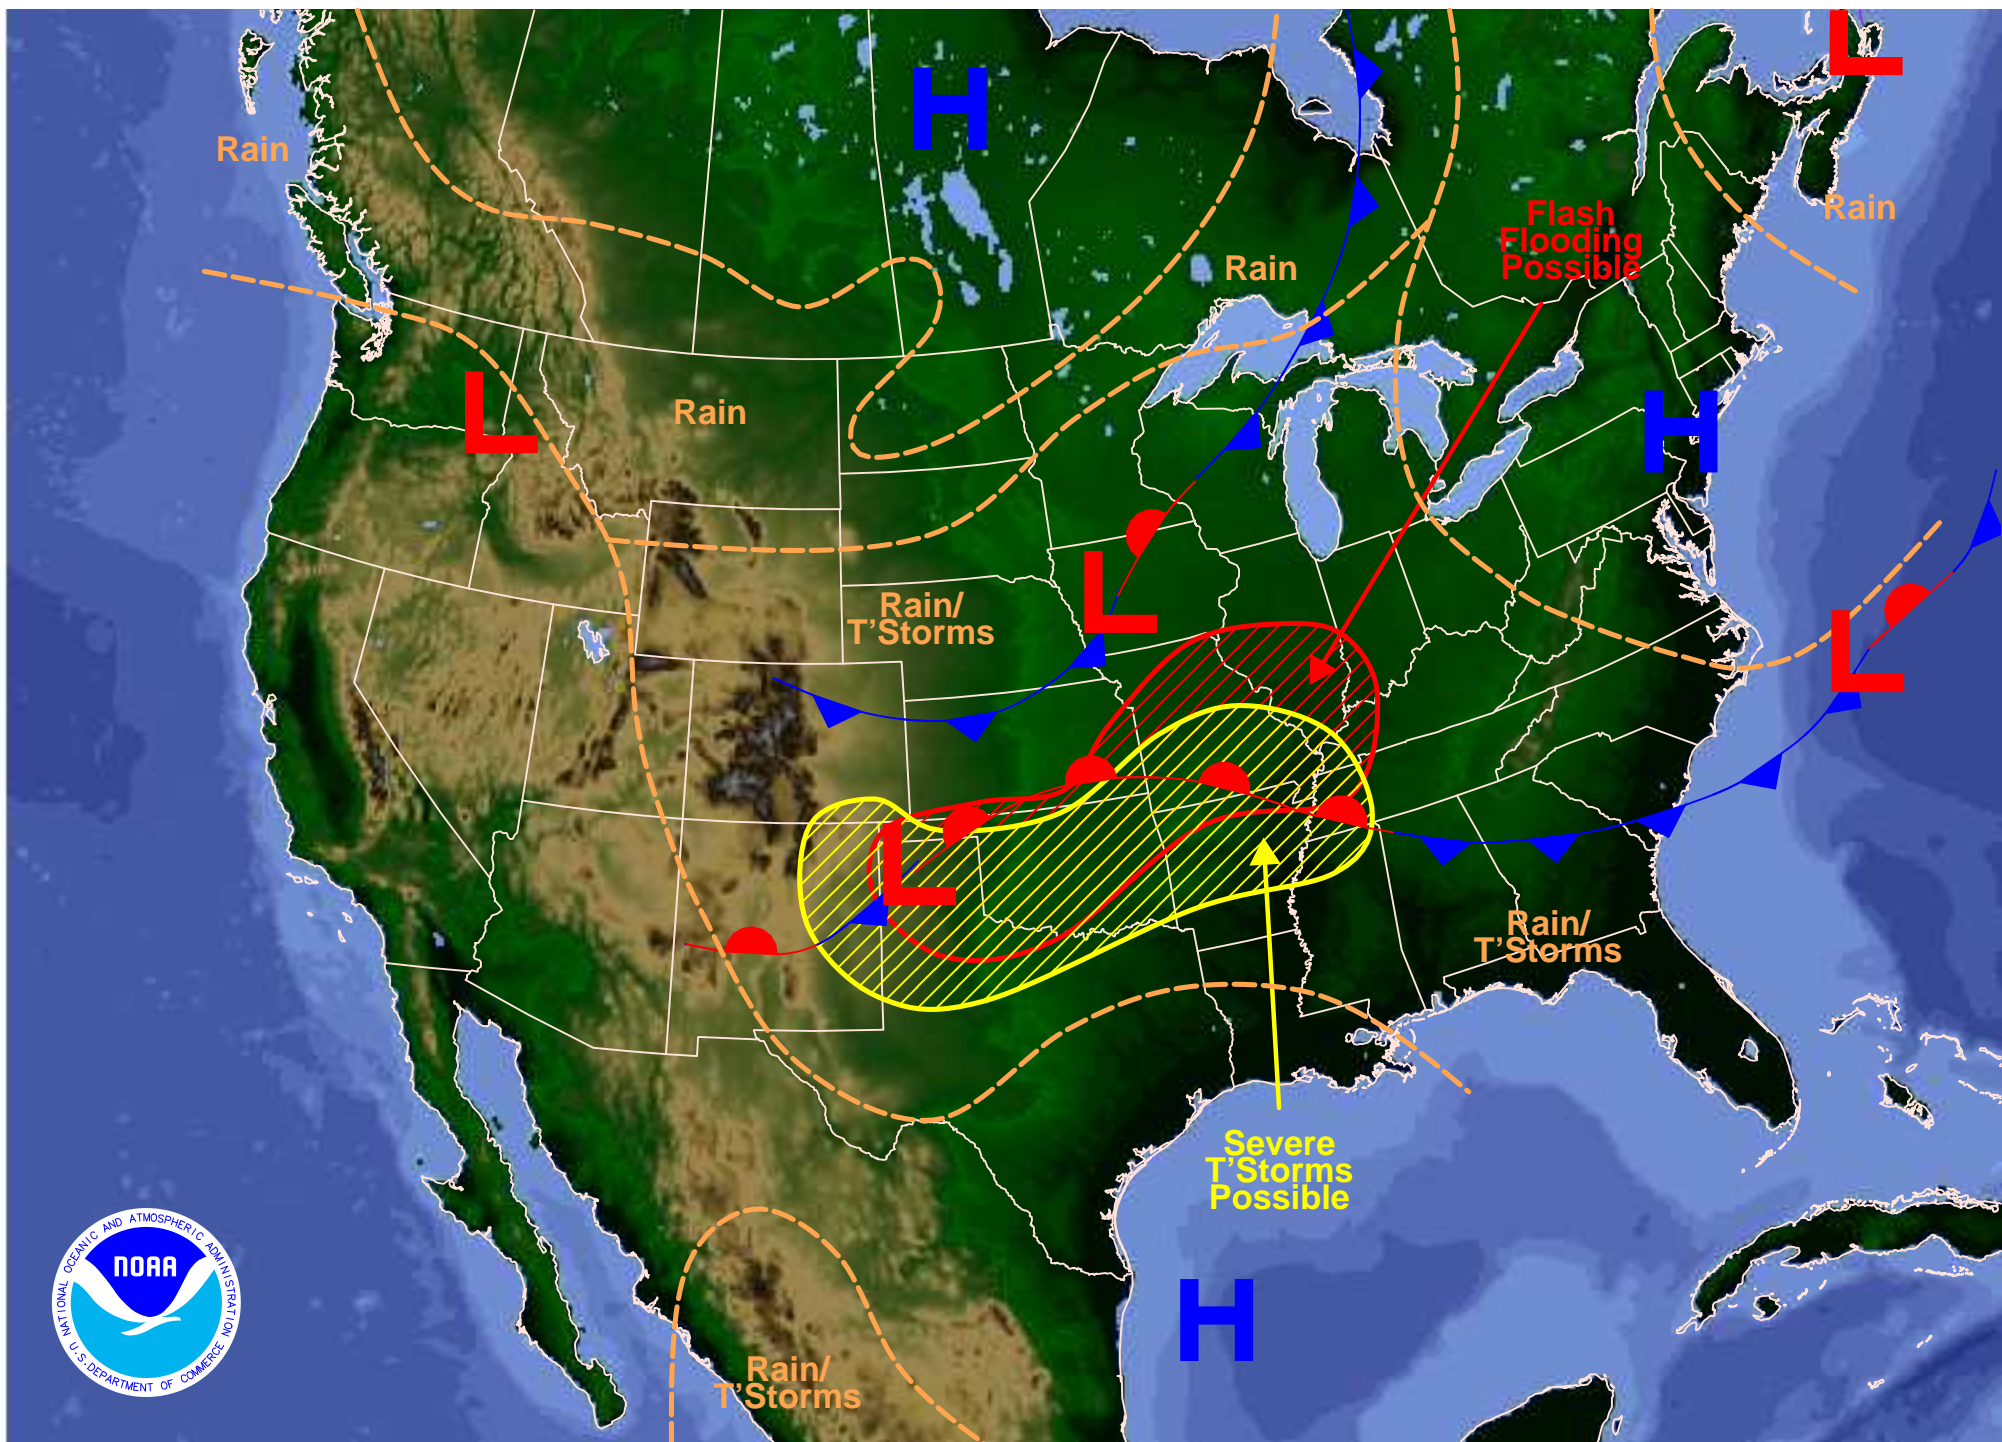 L
H
Rain
Rain
Flash
Flooding
Possible
Rain
L
Rain
H
L
Rain/
T'Storms
L
L
Rain/
T'Storms
Severe
T'Storms
Possible
H
Rain/
T'Storms
NATIONAL OCEANIC AND ATMOSPHERIC ADMINISTRATION
NOAA
U.S. DEPARTMENT OF COMMERCE